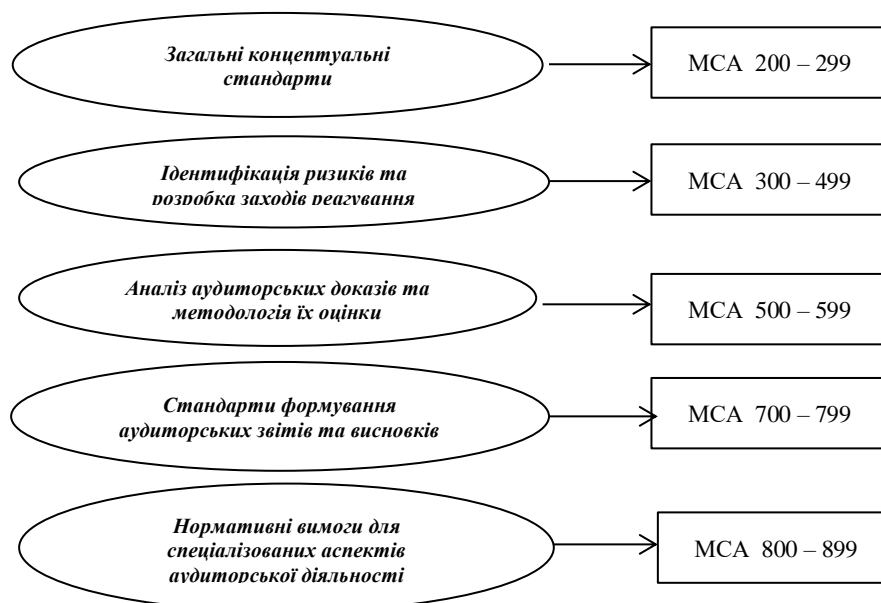 Загальні концептуальні
стандарти
МСА 200 – 299
Ідентифікація ризиків та
розробка заходів реагування
МСА 300 – 499
Аналіз аудиторських доказів та
методологія їх оцінки
МСА 500 – 599
Стандарти формування
аудиторських звітів та висновків
МСА 700 – 799
Нормативні вимоги для
спеціалізованих аспектів
аудиторської діяльності
МСА 800 – 899